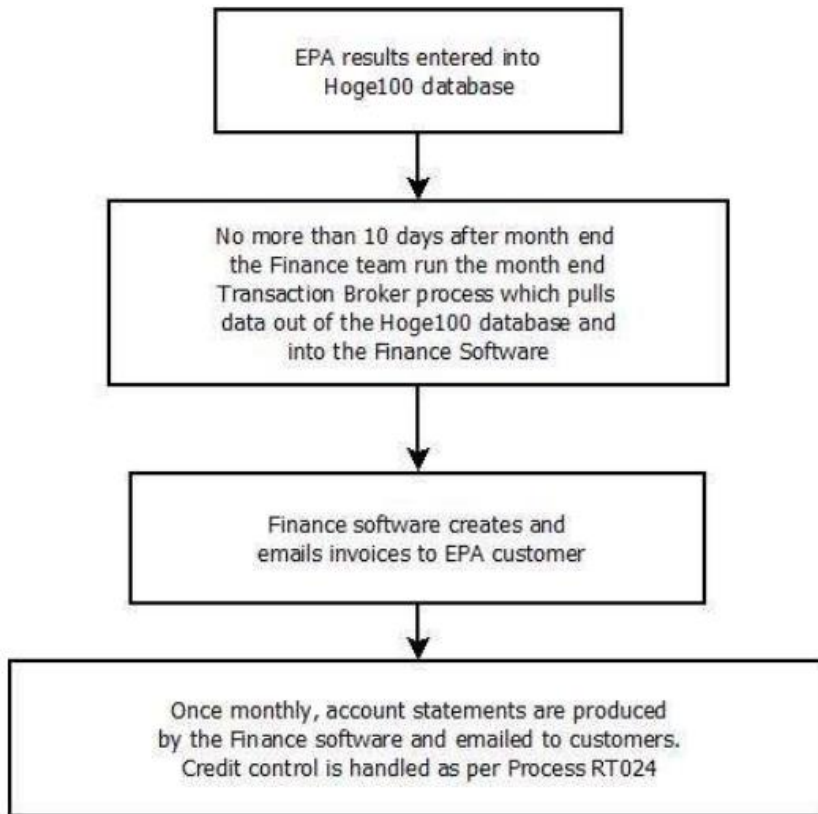 EPA results entered into
Hoge100 database
No more than 10 days after month end
the Finance team run the month end
Transaction Broker process which pulls
data out of the Hoge100 database and
into the Finance Software
Finance software creates and
emails invoices to EPA customer
Once monthly, account statements are produced
by the Finance software and emailed to customers.
Credit control is handled as per Process RT024